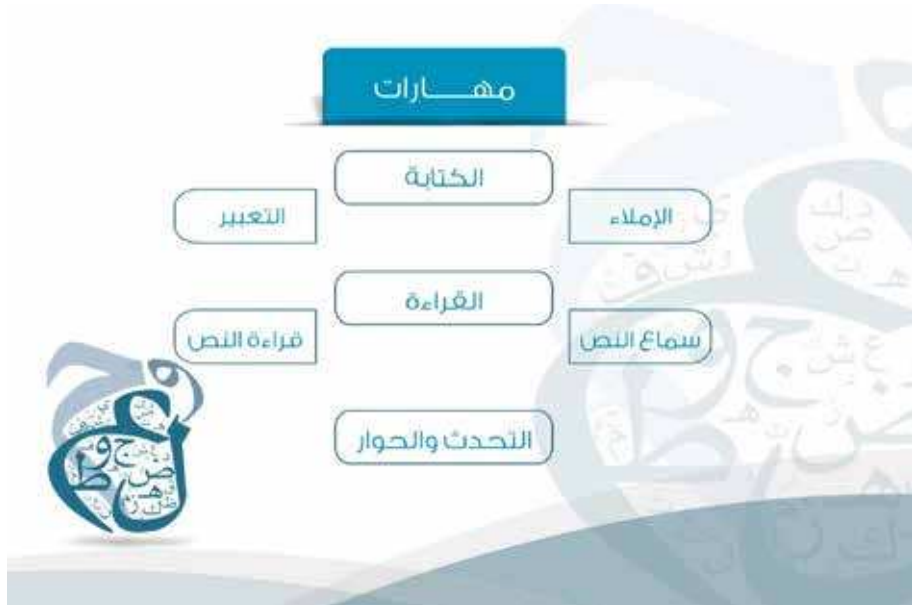 مهـــــارات
الكتابة
الإملاء
التعبير
القراءة
سماع النص
قراءة النص
التحدث والحوار